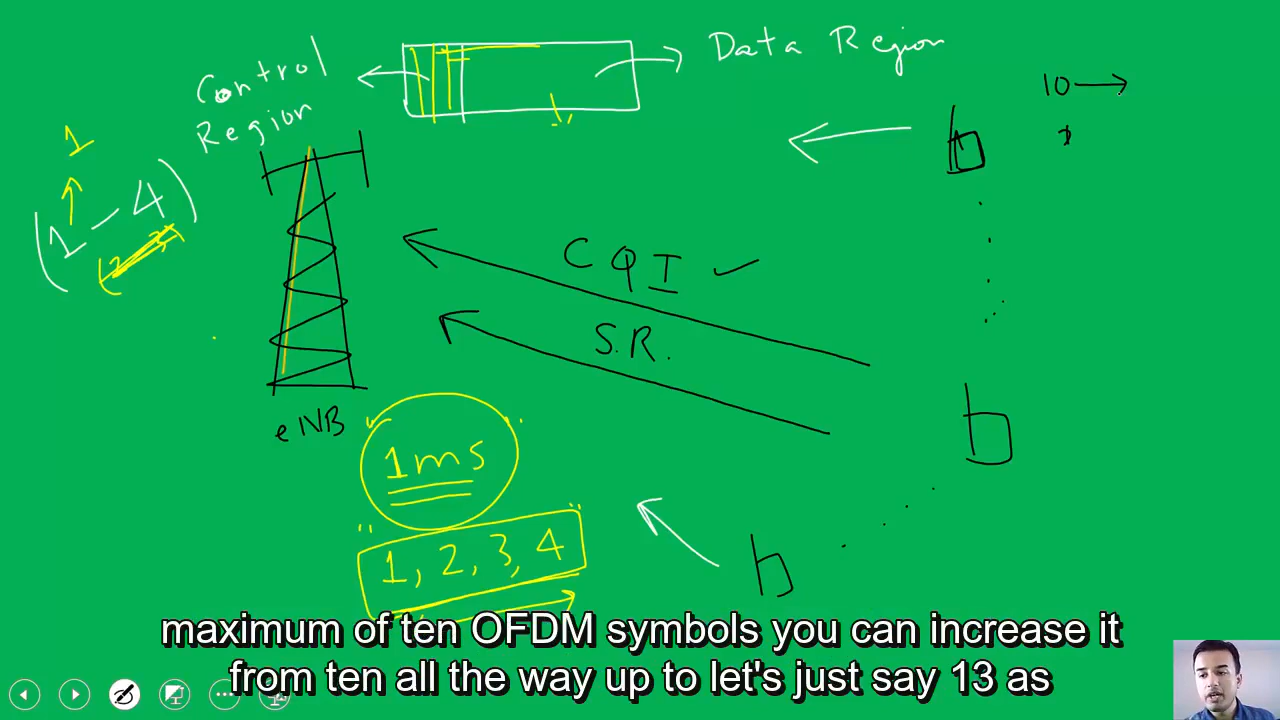 Control
Region
Data Region
10
1
(1-4)
CQI
S.R.
eNB
1ms
1, 2, 3, 4
maximum of ten OFDM symbols you can increase it
from ten all the way up to let's just say 13 as